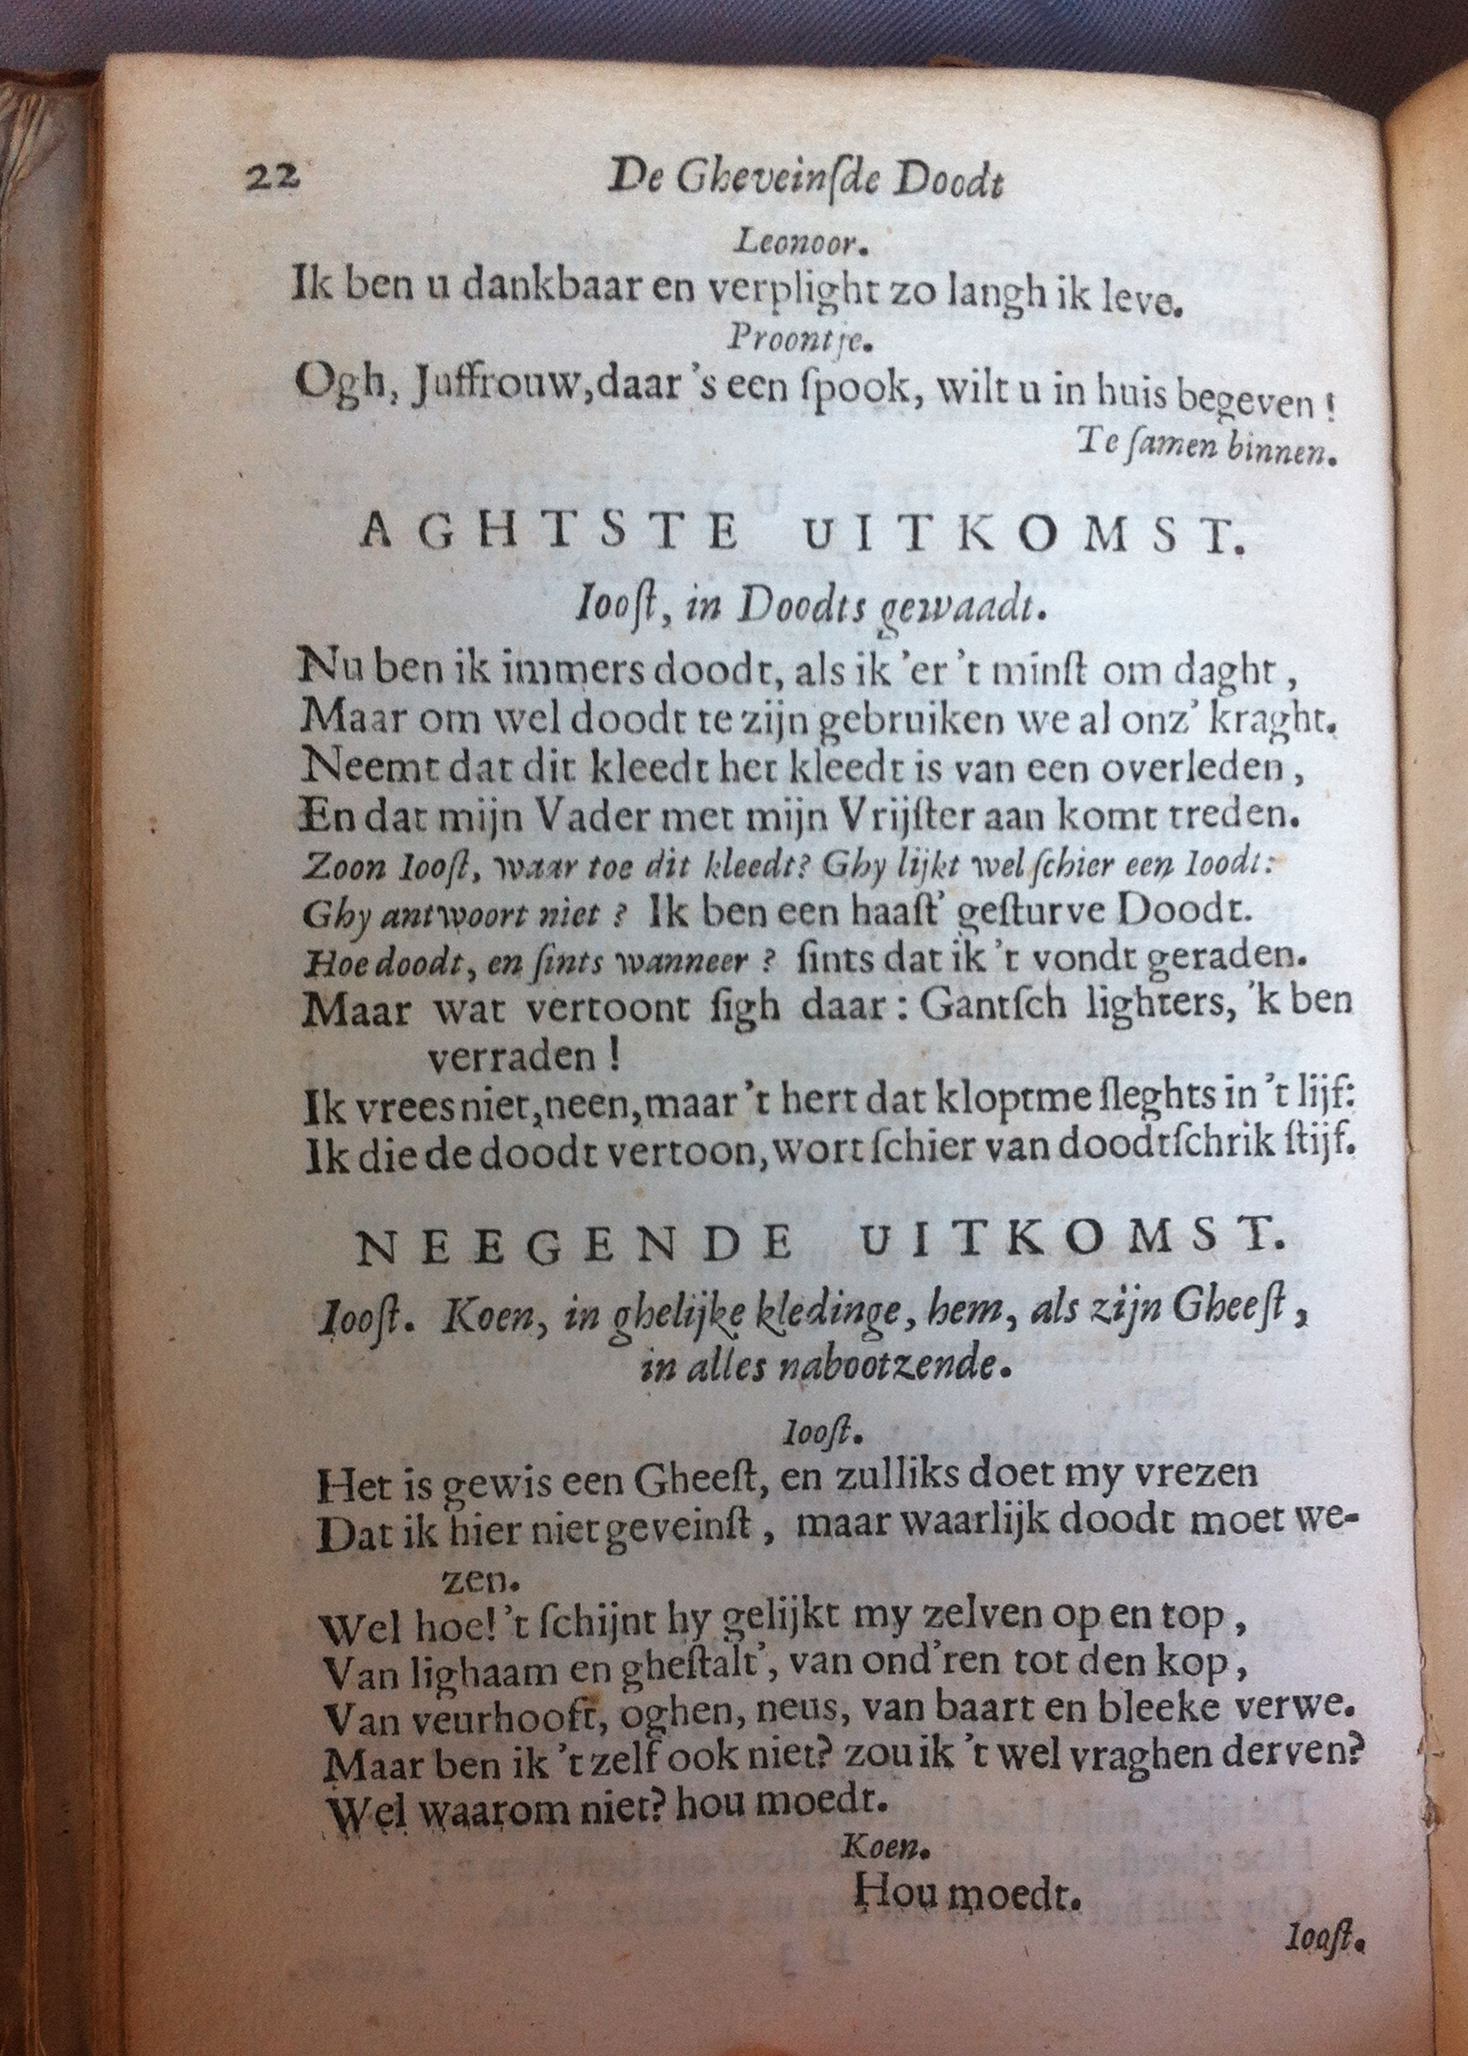 22 De Gheveinſde Doodt
Leonoor.
Ik ben u dankbaar en verplight zo langh ik leve.
Proontje.
Ogh, Juffrouw, daar 's een ſpook, wilt u in huis begeven!
Te ſamen binnen.
AGHTSTE UITKOMST.
Iooſt, in Doodts gewaadt.
Nu ben ik immers doodt, als ik 'er 't minſt om daght,
Maar om wel doodt te zijn gebruiken we al onz' kraght.
Neemt dat dit kleedt het kleedt is van een overleden,
En dat mijn Vader met mijn Vrijſter aan komt treden.
Zoon Iooſt, waar toe dit kleedt? Ghy lijkt wel ſchier een Ioodt:
Ghy antwoort niet? Ik ben een haaſt' geſturve Doodt.
Hoe doodt, en ſints wanneer? ſints dat ik 't vondt geraden.
Maar wat vertoont ſigh daar: Gantſch lighters, 'k ben
verraden!
Ik vrees niet, neen, maar 't hert dat klopt me ſleghts in 't lijf:
Ik die de doodt vertoon, wort ſchier van doodtſchrik ſtijf.
NEEGENDE UITKOMST.
Iooſt. Koen, in ghelijke kledinge, hem, als zijn Gheeſt,
in alles nabootzende.
Iooſt.
Het is gewis een Gheeſt, en zulliks doet my vrezen
Dat ik hier niet geveinſt, maar waarlijk doodt moet we-
zen.
Wel hoe! 't ſchijnt hy gelijkt my zelven op en top,
Van lighaam en gheſtalt', van ond'ren tot den kop,
Van veurhooft, oghen, neus, van baart en bleeke verwe.
Maar ben ik 't zelf ook niet? zou ik 't wel vraghen derven?
Wel waarom niet? hou moedt.
Koen.
Hou moedt.
Iooſt.